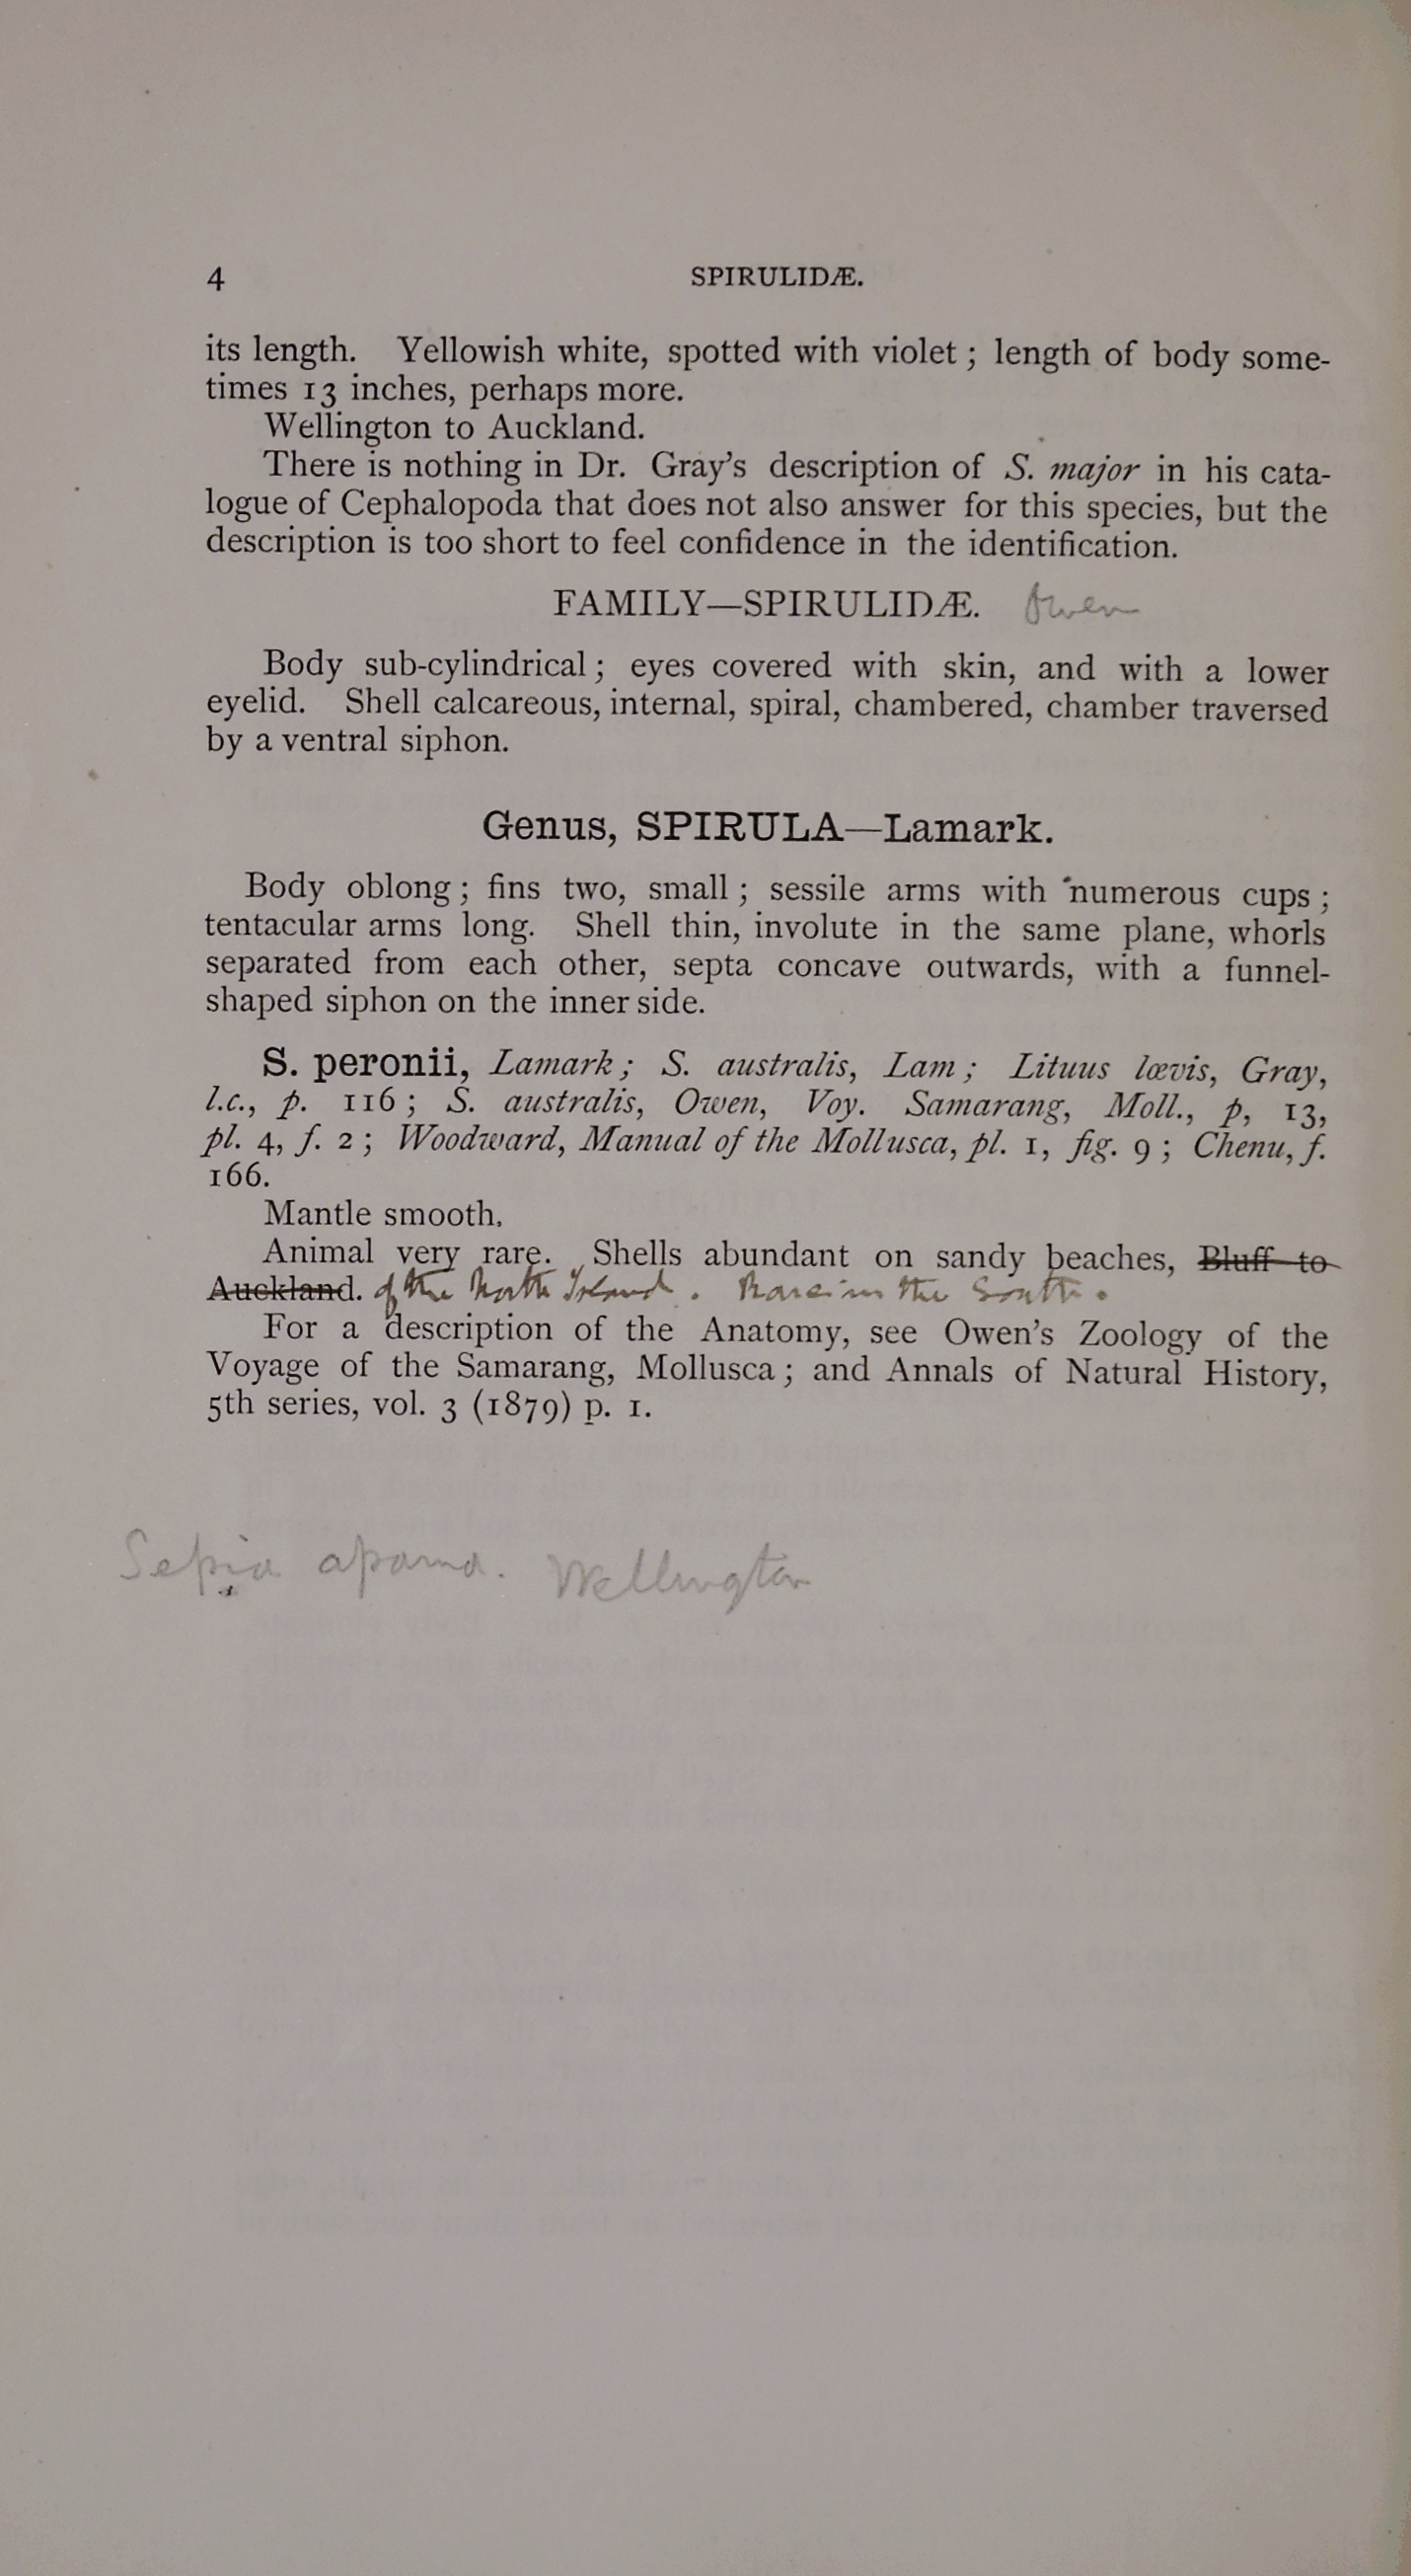 4 SPIRULIDÆ.
its length. Yellowish white, spotted with violet ; length of body some-
times 13 inches, perhaps more.
Wellington to Auckland.
There is nothing in Dr. Gray's description of S. major in his cata-
logue of Cephalopoda that does not also answer for this species, but the
description is too short to feel confidence in the identification.
FAMILY—SPIRULIDÆ. Owen
Body sub-cylindrical ; eyes covered with skin, and with a lower
eyelid. Shell calcareous, internal, spiral, chambered, chamber traversed
by a ventral siphon.
Genus, SPIRULA—Lamark.
Body oblong ; fins two, small ; sessile arms with numerous cups ;
tentacular arms long. Shell thin, involute in the same plane, whorls
separated from each other, septa concave outwards, with a funnel-
shaped siphon on the inner side.
S. peronii, Lamark ; S. australis, Lam ; Lituus lævis, Gray,
l.c., p. 116 ; S. australis, Owen, Voy. Samarang, Moll., p, 13,
pl. 4, f. 2 ; Woodward, Manual of the Mollusca, pl. 1, fig. 9 ; Chenu, f.
166.
Mantle smooth.
Animal very rare. Shells abundant on sandy beaches, Bluff to
Auckland. of the North Island. Rare in the South.
For a description of the Anatomy, see Owen's Zoology of the
Voyage of the Samarang, Mollusca ; and Annals of Natural History,
5th series, vol. 3 (1879) p. 1.
Sepia apama. Wellington